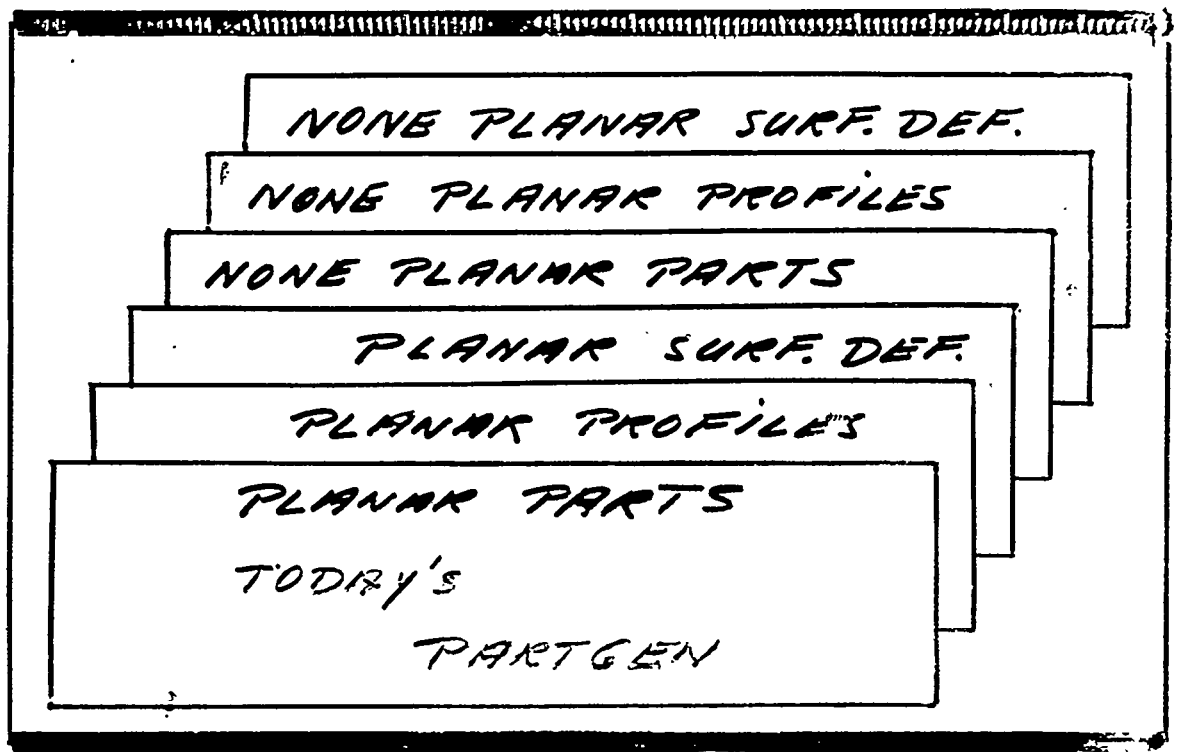 NONE PLANAR SURF. DEF.
NONE PLANAR PROFILES
NONE PLANAR PARTS
PLANAR SURF. DEF.
PLANAR PROFILES
PLANAR PARTS
TODAY'S
PARTGEN